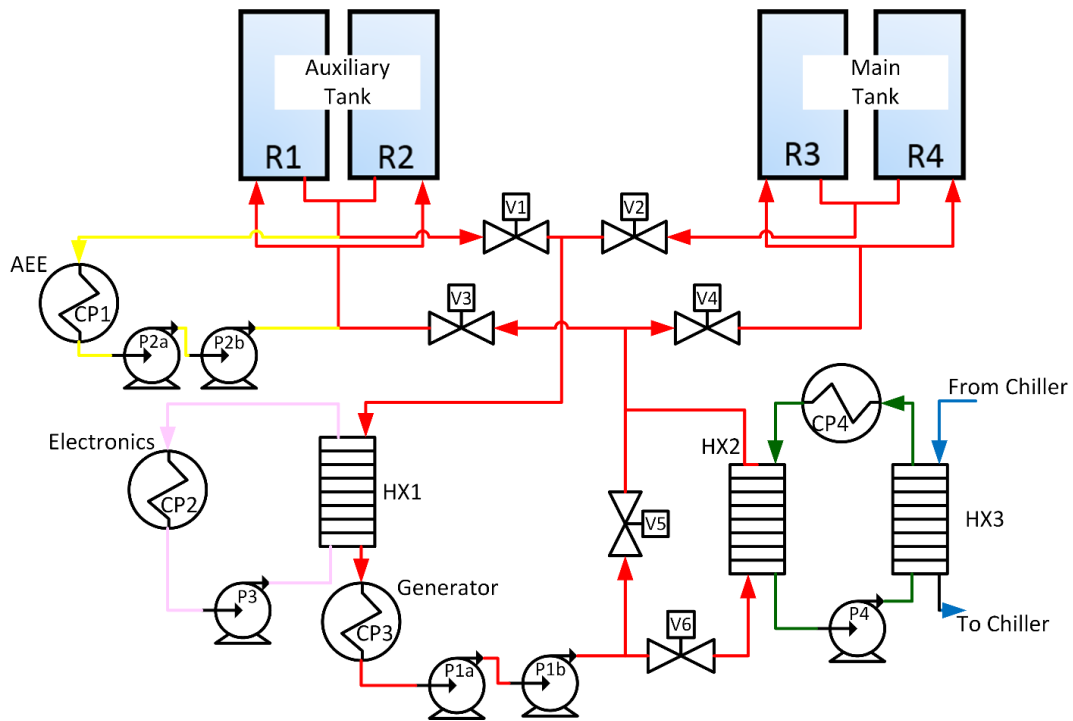 Auxiliary
Tank
Main
Tank
R1
R2
R3
R4
V1
V2
AEE
CP1
V3
V4
P2a
P2b
From Chiller
CP4
Electronics
HX2
CP2
HX1
V5
HX3
Generator
P3
P4
CP3
To Chiller
V6
P1a
P1b